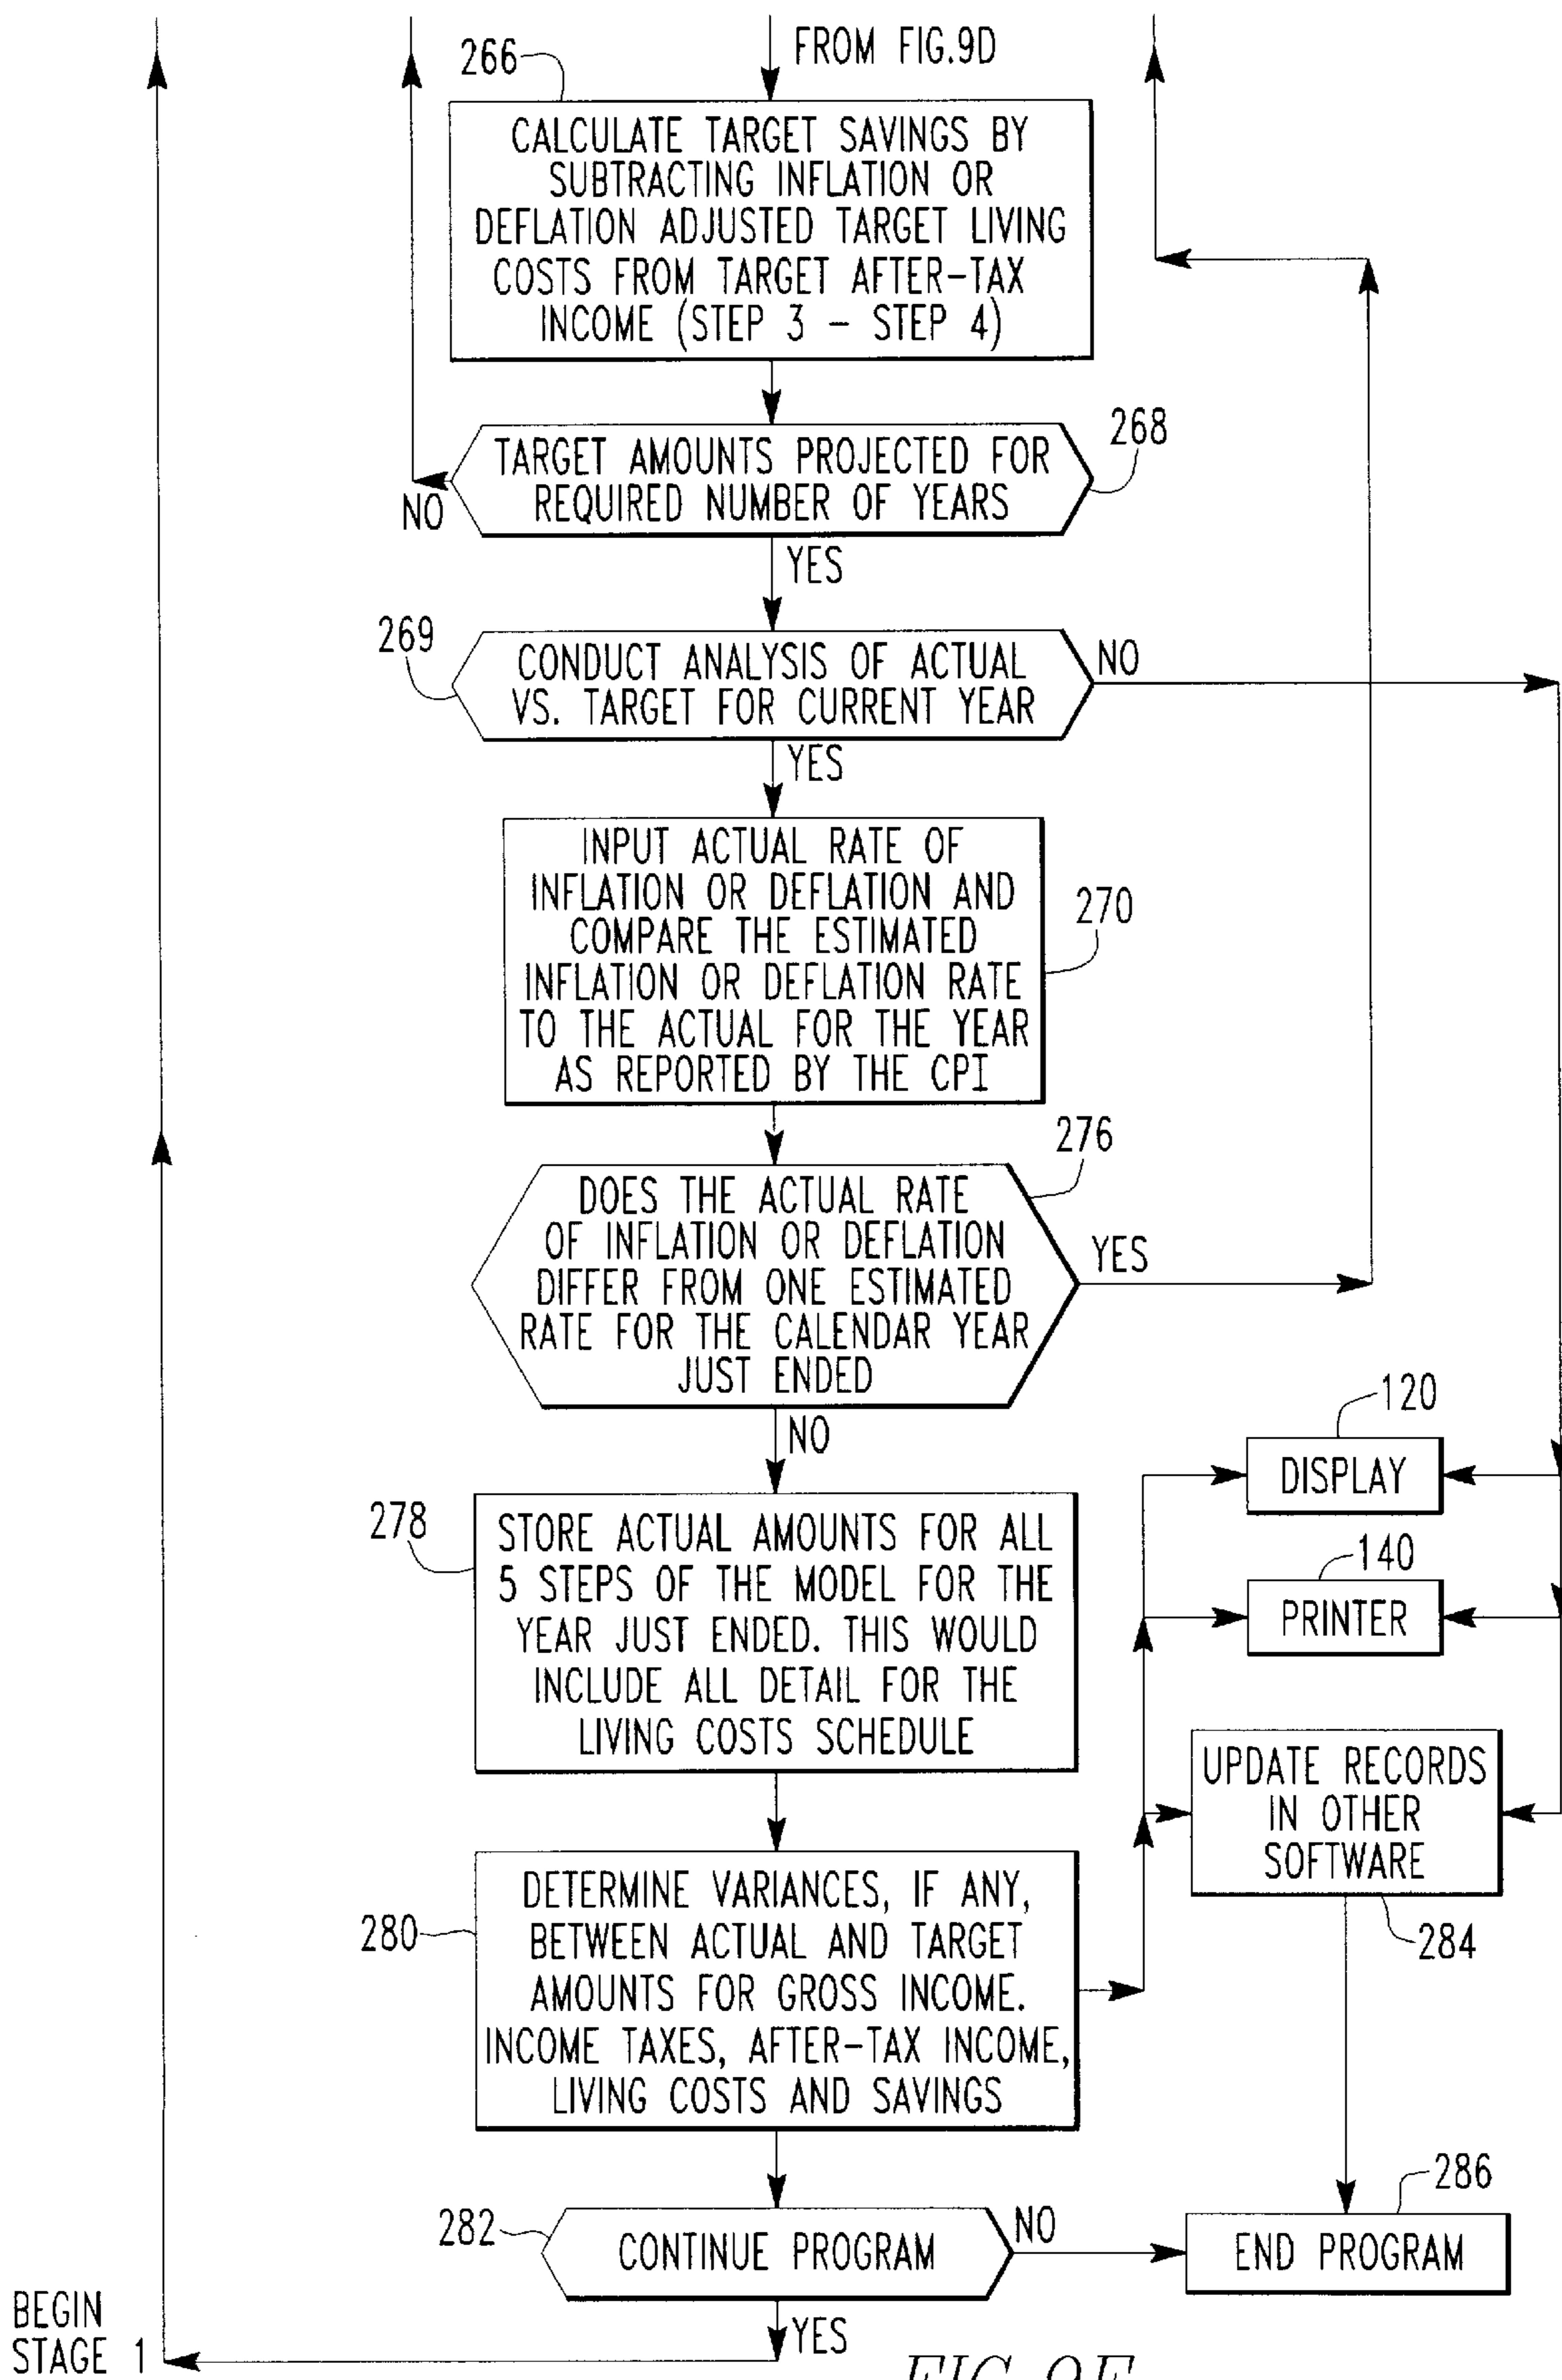 FROM FIG.9D
266
CALCULATE TARGET SAVINGS BY
SUBTRACTING INFLATION OR
DEFLATION ADJUSTED TARGET LIVING
COSTS FROM TARGET AFTER-TAX
INCOME (STEP 3 - STEP 4)
268
TARGET AMOUNTS PROJECTED FOR
REQUIRED NUMBER OF YEARS
NO
YES
269
CONDUCT ANALYSIS OF ACTUAL
VS. TARGET FOR CURRENT YEAR
NO
YES
INPUT ACTUAL RATE OF
INFLATION OR DEFLATION AND
COMPARE THE ESTIMATED
INFLATION OR DEFLATION RATE
TO THE ACTUAL FOR THE YEAR
AS REPORTED BY THE CPI
270
276
DOES THE ACTUAL RATE
OF INFLATION OR DEFLATION
DIFFER FROM ONE ESTIMATED
RATE FOR THE CALENDAR YEAR
JUST ENDED
YES
NO
120
DISPLAY
140
PRINTER
278
STORE ACTUAL AMOUNTS FOR ALL
5 STEPS OF THE MODEL FOR THE
YEAR JUST ENDED. THIS WOULD
INCLUDE ALL DETAIL FOR THE
LIVING COSTS SCHEDULE
UPDATE RECORDS
IN OTHER
SOFTWARE
284
280
DETERMINE VARIANCES, IF ANY,
BETWEEN ACTUAL AND TARGET
AMOUNTS FOR GROSS INCOME.
INCOME TAXES, AFTER-TAX INCOME,
LIVING COSTS AND SAVINGS
282
CONTINUE PROGRAM
NO
286
END PROGRAM
YES
BEGIN
STAGE 1